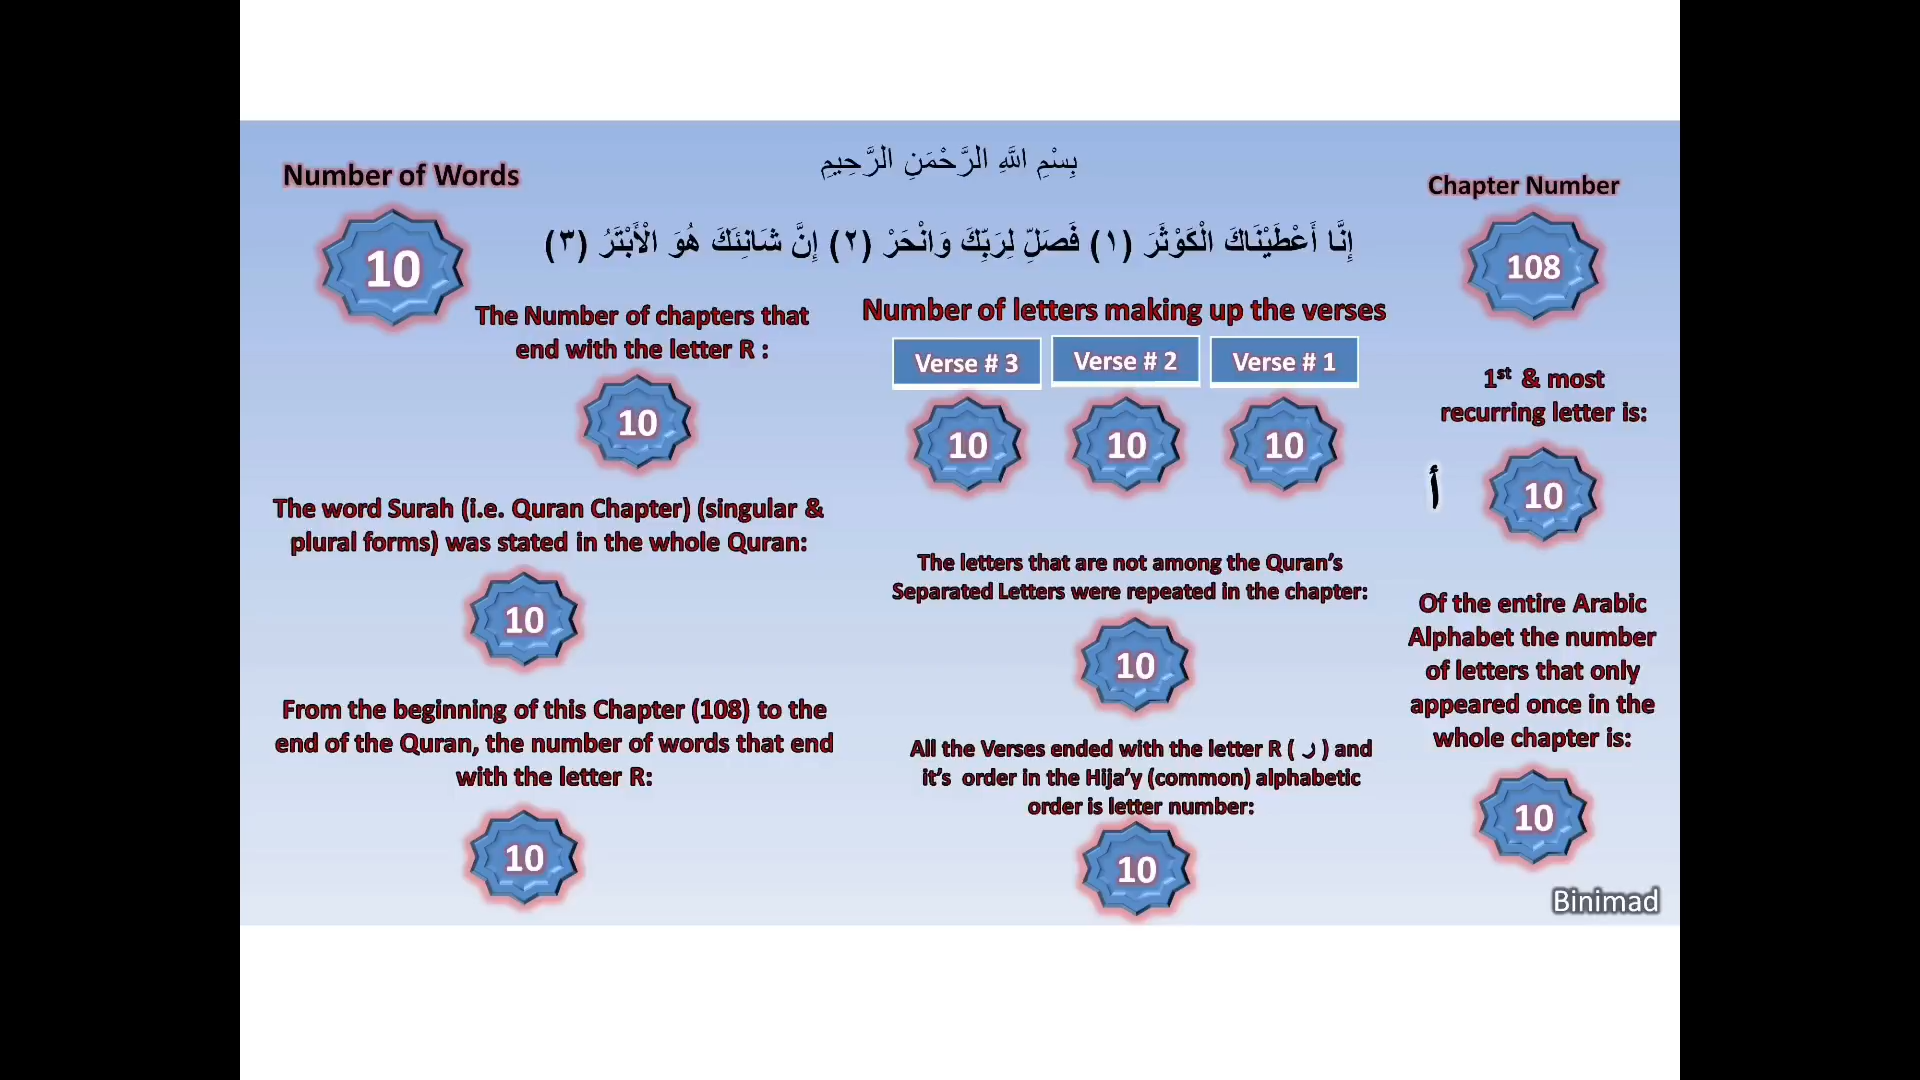 بِسْمِ اللَّهِ الرَّحْمَنِ الرَّحِيمِ
إِنَّا أَعْطَيْنَاكَ الْكَوْثَرَ (١) فَصَلِّ لِرَبِّكَ وَانْحَرْ (٢) إِنَّ شَانِئَكَ هُوَ الْأَبْتَرُ (٣)
Number of Words
10
The Number of chapters that
end with the letter R :
10
The word Surah (i.e. Quran Chapter) (singular &
plural forms) was stated in the whole Quran:
10
From the beginning of this Chapter (108) to the
end of the Quran, the number of words that end
with the letter R:
10
Number of letters making up the verses
Verse # 3 Verse # 2 Verse # 1
10 10 10
The letters that are not among the Quran’s
Separated Letters were repeated in the chapter:
10
All the Verses ended with the letter R ( ر ) and
it’s order in the Hija’y (common) alphabetic
order is letter number:
10
Chapter Number
108
1st & most
recurring letter is:
أ 10
Of the entire Arabic
Alphabet the number
of letters that only
appeared once in the
whole chapter is:
10
Binimad